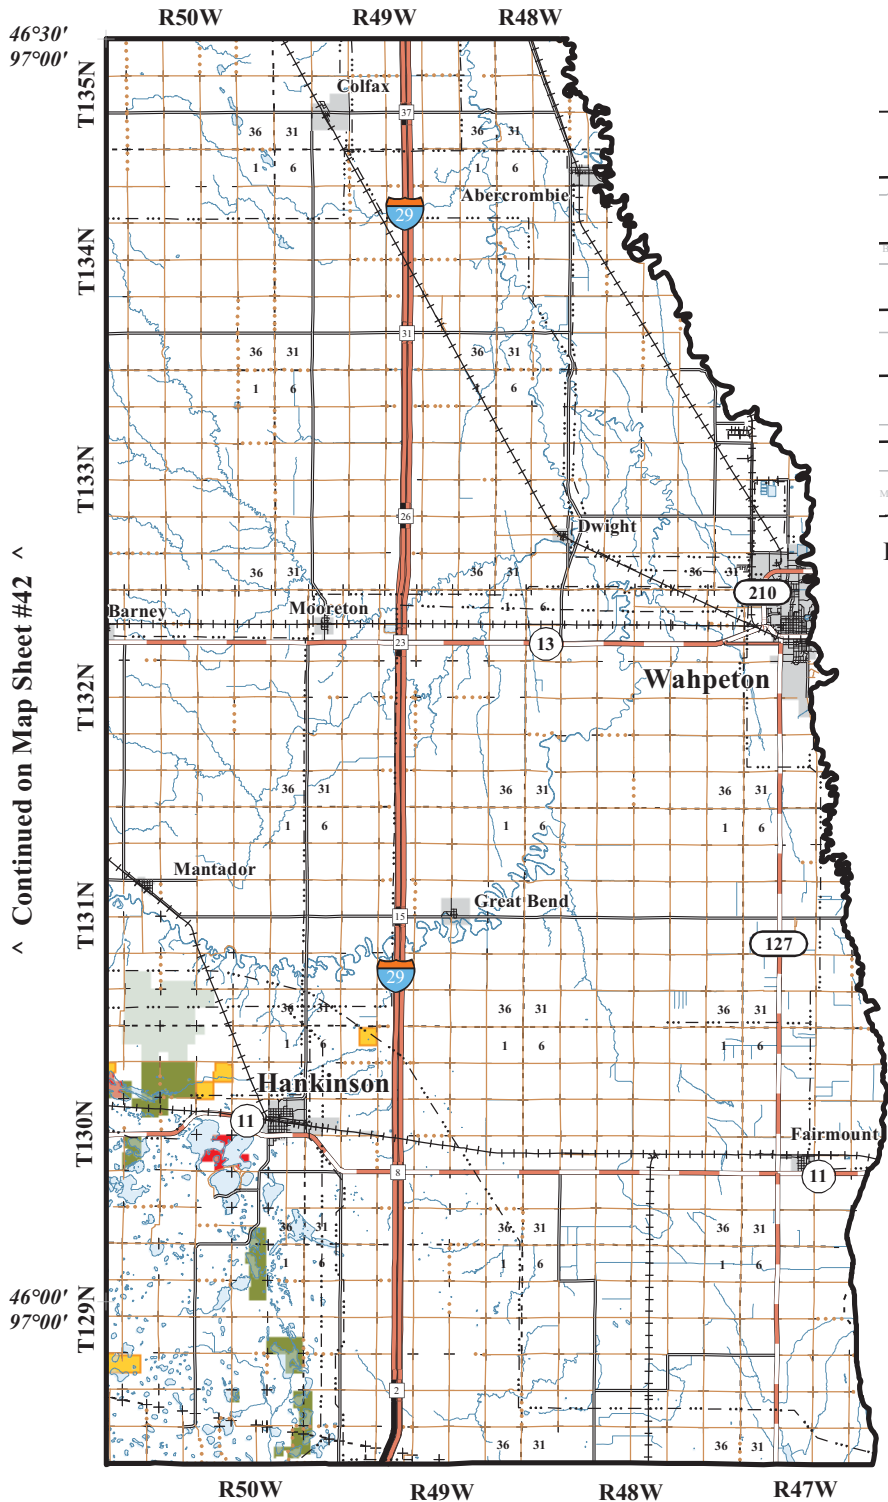 R50W R49W R48W
46°30'
97°00'
T135N
Colfax
37
36 31 36 31
1 6 1 6
Abercrombie
29
T134N
31
36 31 36 31
1 6 6
T133N
26
Dwight
36 31 36 31 36 31
210
Barney Mooreton 1 6
23 13
Wahpeton
T132N
^ Continued on Map Sheet #42 ^
36 31 36 31 36 31
1 6 1 6 1 6
Mantador
Great Bend
T131N
15
127
29
36 31 36 31 36 31
1 6 1 6 1 6
Hankinson
11
T130N
Fairmount
8 11
36 31 36 31 36 31
1 6 1 6 1 6
46°00'
97°00'
T129N
2
36 31 36 31
R50W R49W R48W R47W